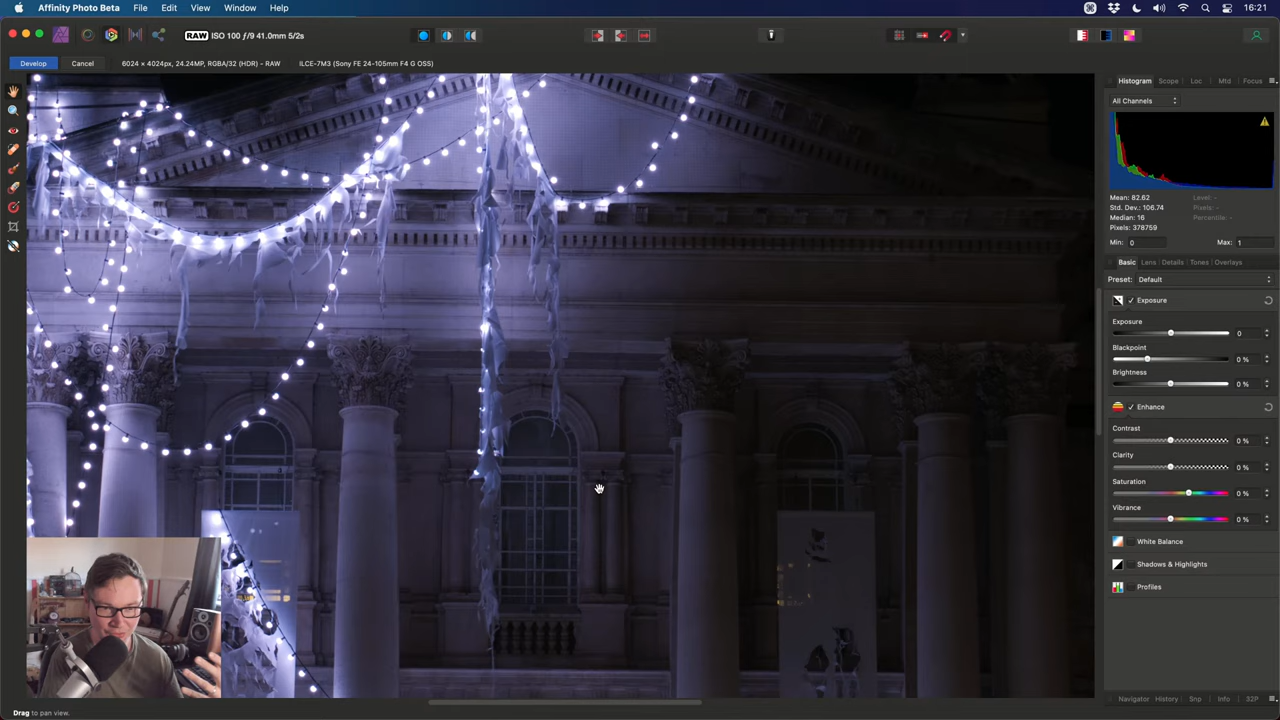 Affinity Photo Beta File Edit View Window Help 16:21
RAW ISO 100 ƒ/9 41.0mm 5/2s
Develop Cancel 6024 × 4024px, 24.24MP, RGBA/32 (HDR) - RAW ILCE-7M3 (Sony FE 24-105mm F4 G OSS)
Histogram Scope Loc Mtd Focus
All Channels
Mean: 82.62 Level: -
Std. Dev.: 106.74 Pixels: -
Median: 16 Percentile: -
Pixels: 378759
Min: 0 Max: 1
Basic Lens Details Tones Overlays
Preset: Default
Exposure
Exposure
0
Blackpoint
0 %
Brightness
0 %
Enhance
Contrast
0 %
Clarity
0 %
Saturation
0 %
Vibrance
0 %
White Balance
Shadows & Highlights
Profiles
Navigator History Snp Info 32P
Drag to pan view.